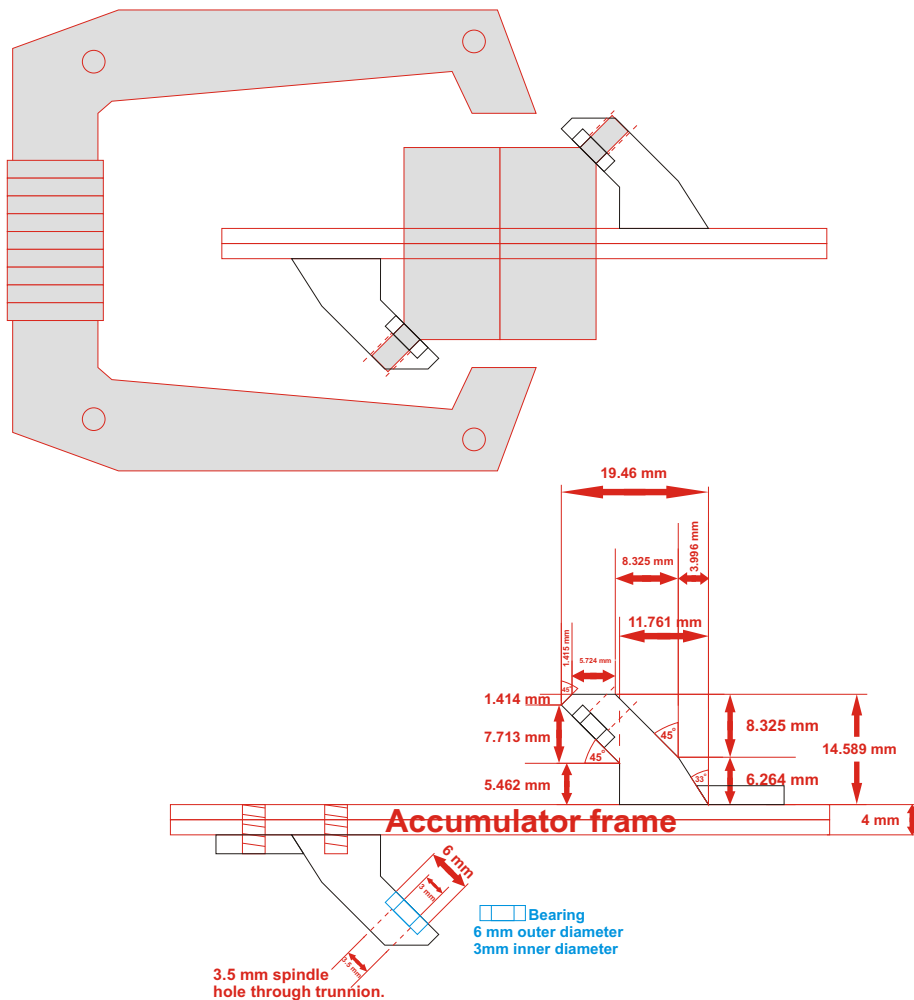 19.46 mm
8.325 mm
3.996 mm
11.761 mm
1.415 mm
5.724 mm
45°
1.414 mm
7.713 mm
45°
45°
8.325 mm
14.589 mm
5.462 mm
33°
6.264 mm
Accumulator frame
4 mm
6 mm
3 mm
3.5 mm
Bearing
6 mm outer diameter
3mm inner diameter
3.5 mm spindle
hole through trunnion.